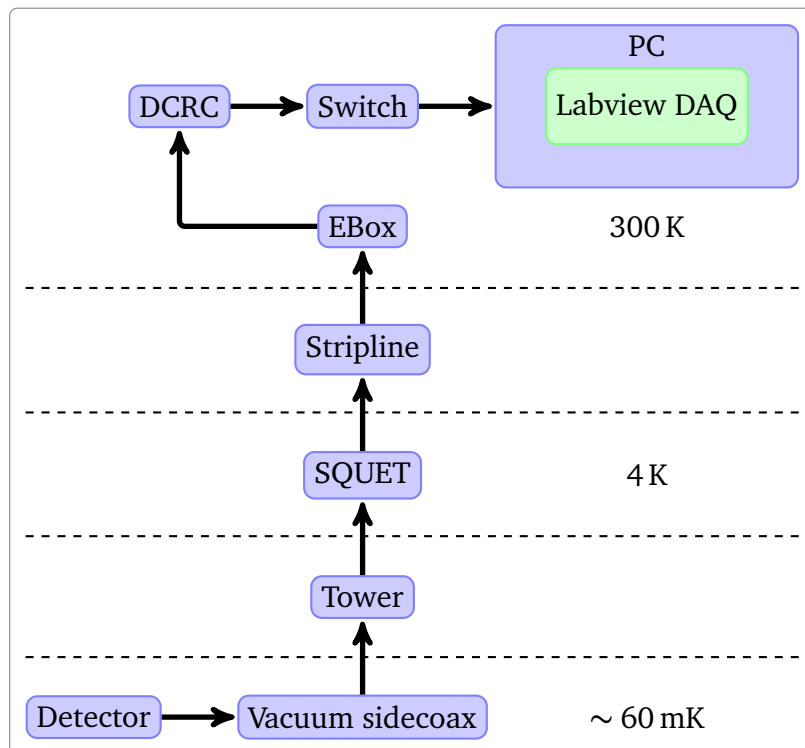 PC
DCRC
Switch
Labview DAQ
EBox
300 K
Stripline
SQUET
4 K
Tower
Detector
Vacuum sidecoax
~ 60 mK